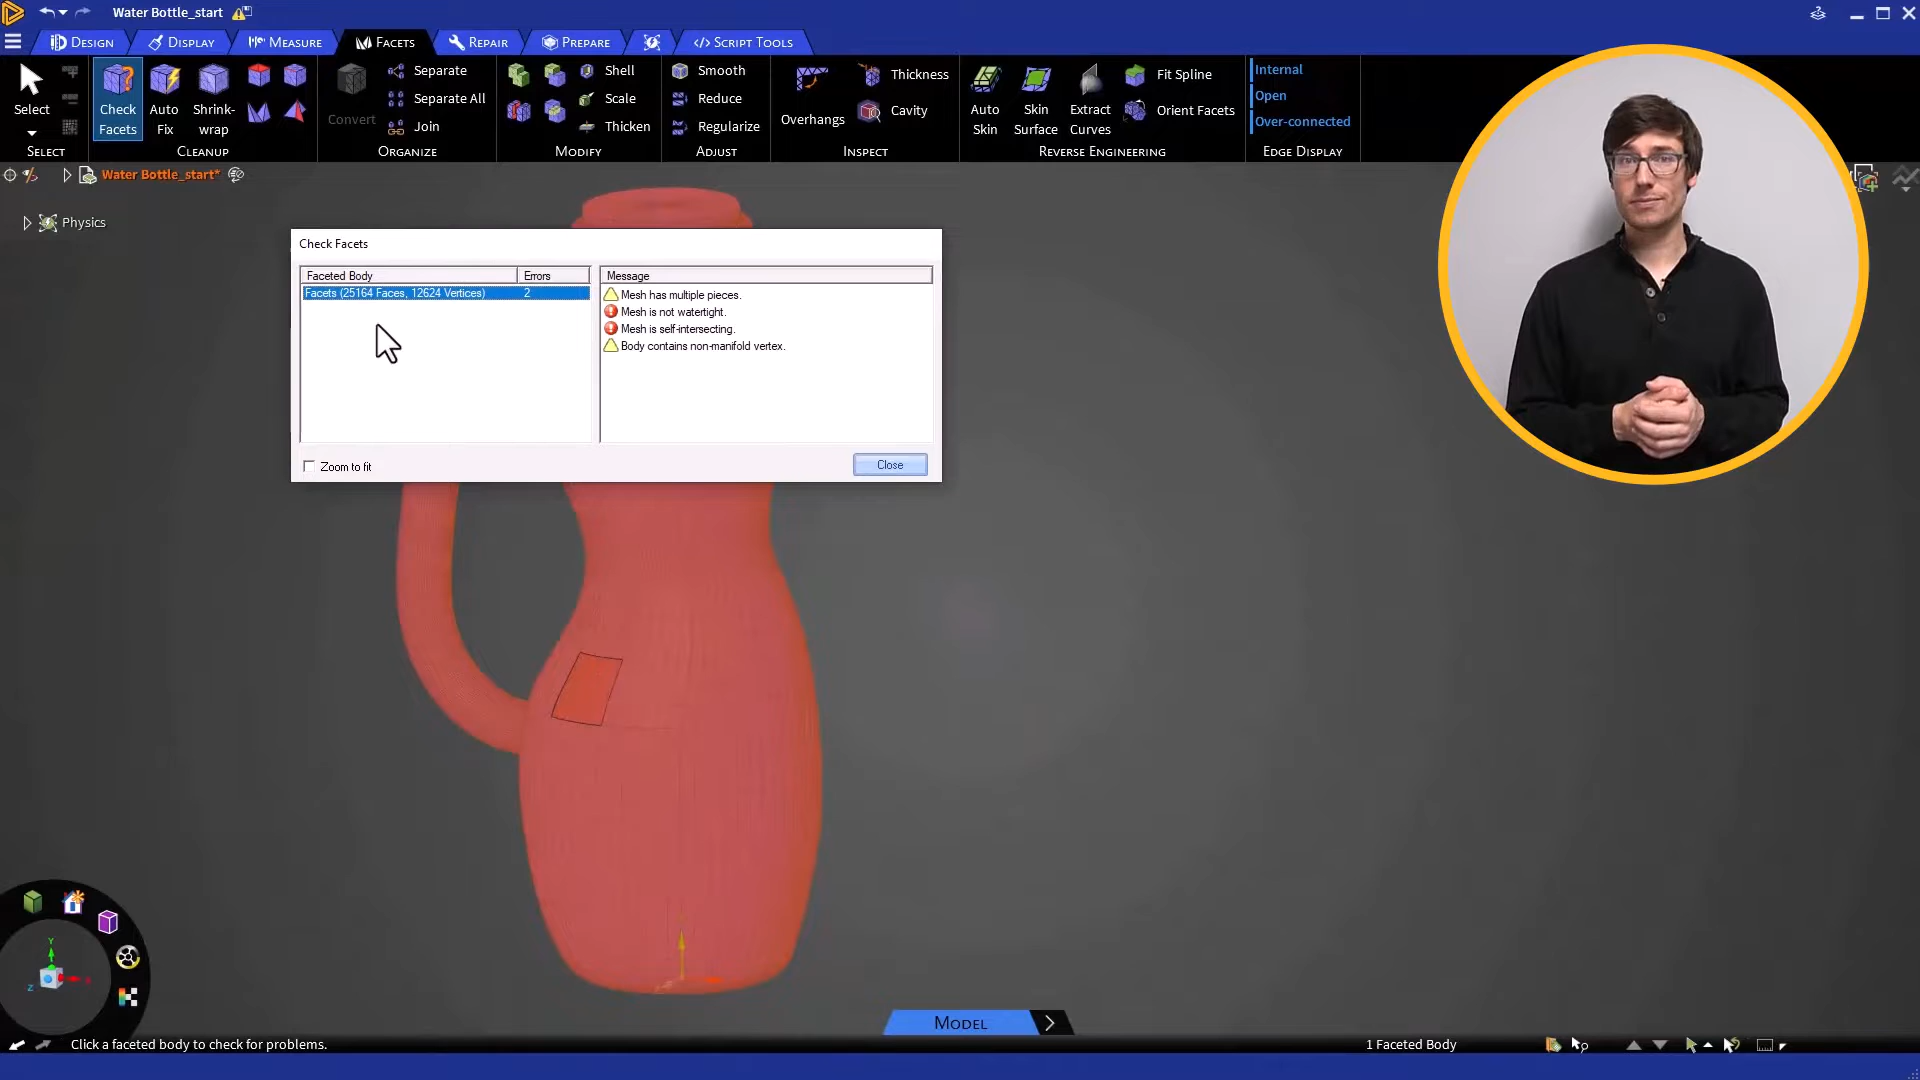 Water Bottle_start
DESIGN
DISPLAY
MEASURE
FACETS
REPAIR
PREPARE
SCRIPT TOOLS
Select
SELECT
Check Facets
Auto Fix
Shrink-wrap
CLEANUP
Convert
Separate
Separate All
Join
ORGANIZE
Shell
Scale
Thicken
MODIFY
Smooth
Reduce
Regularize
ADJUST
Overhangs
Thickness
Cavity
INSPECT
Auto Skin
Skin Surface
Extract Curves
Fit Spline
Orient Facets
REVERSE ENGINEERING
Internal
Open
Over-connected
EDGE DISPLAY
Water Bottle_start*
Physics
Check Facets
Faceted Body Errors
Facets (25164 Faces, 12624 Vertices) 2
Message
Mesh has multiple pieces.
Mesh is not watertight.
Mesh is self-intersecting.
Body contains non-manifold vertex.
Zoom to fit
Close
Y
Z
X
MODEL
Click a faceted body to check for problems.
1 Faceted Body